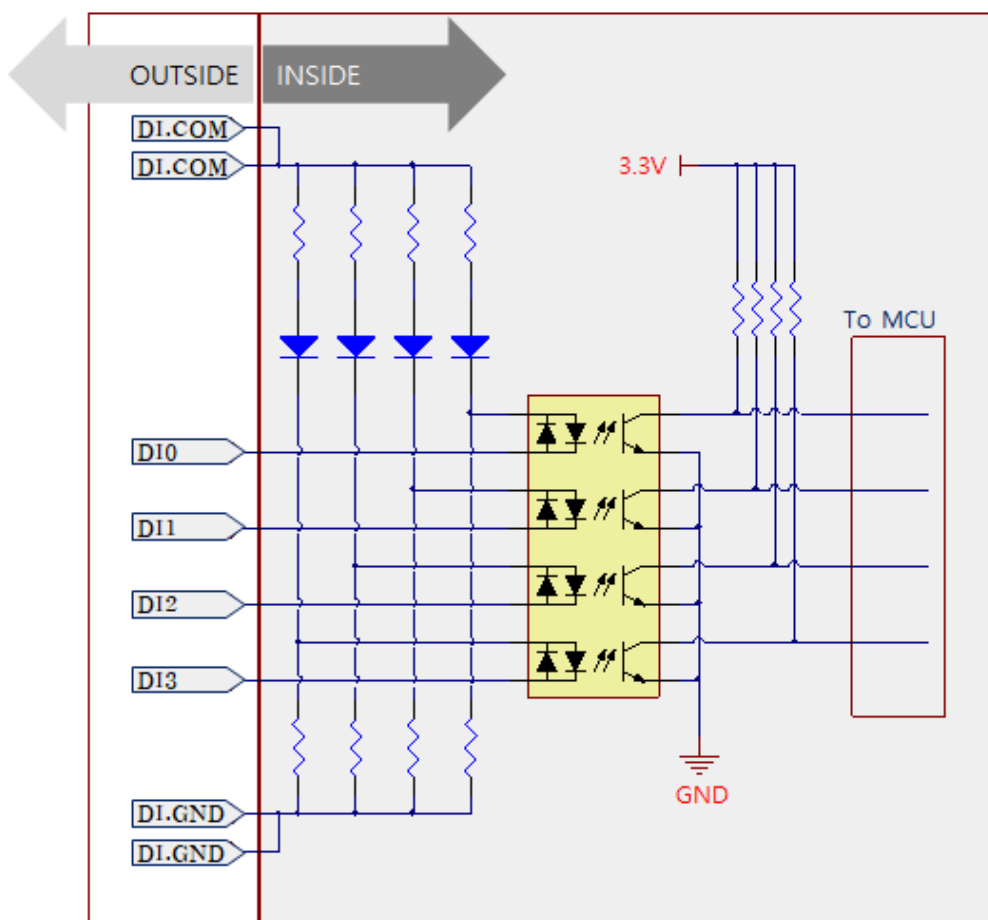 OUTSIDE
INSIDE
DI.COM
DI.COM
3.3V
To MCU
DI0
DI1
DI2
DI3
DI.GND
GND
DI.GND